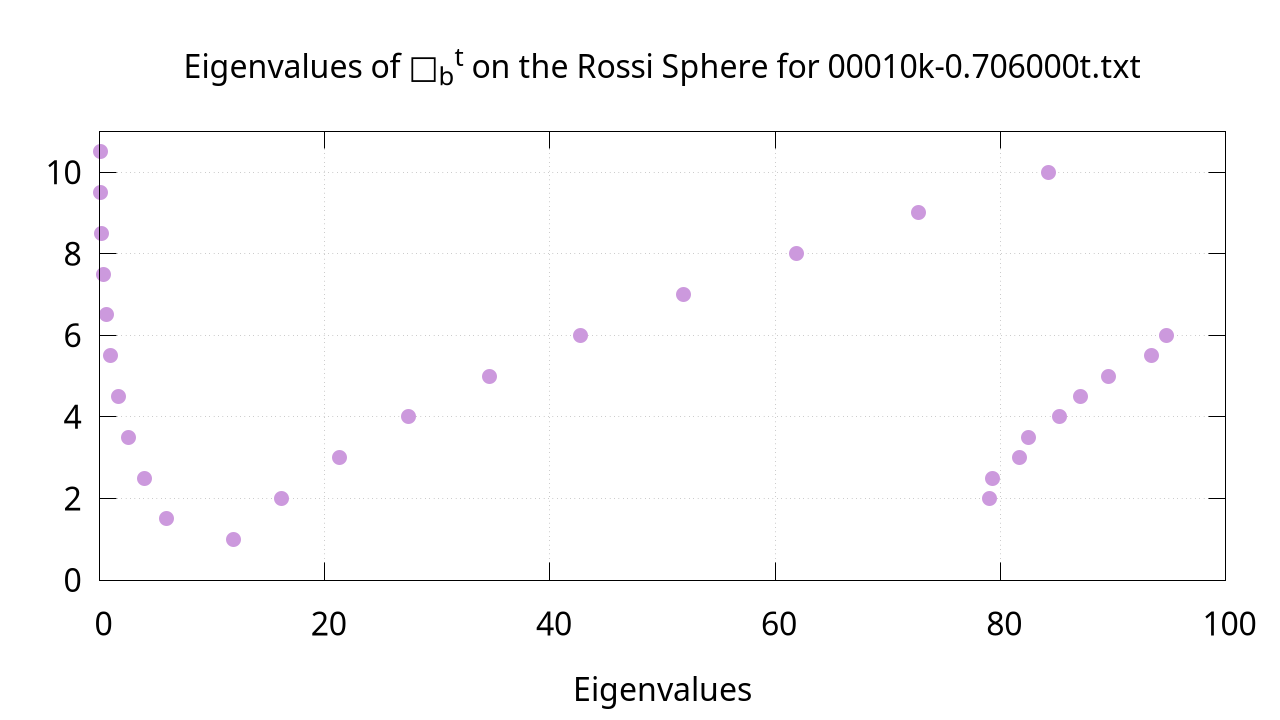 Eigenvalues of □bᵗ on the Rossi Sphere for 00010k-0.706000t.txt
10
8
6
4
2
0
0 20 40 60 80 100
Eigenvalues